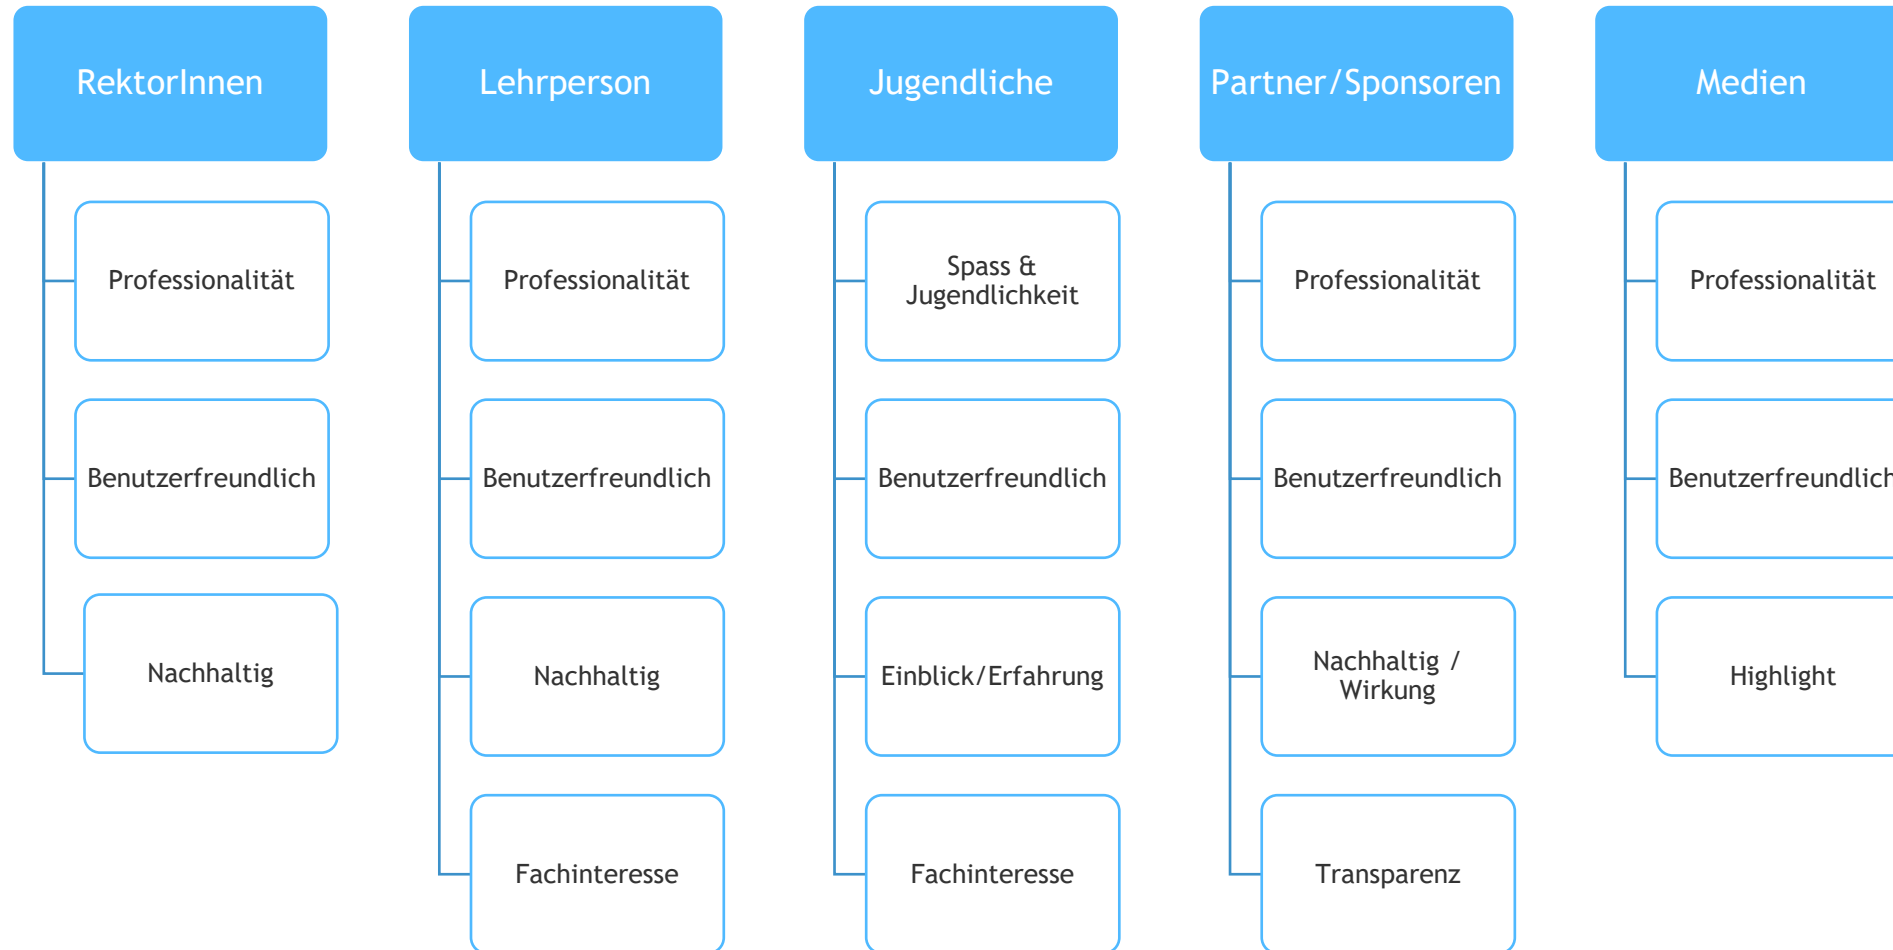 RektorInnen
Professionalität
Benutzerfreundlich
Nachhaltig
Lehrperson
Professionalität
Benutzerfreundlich
Nachhaltig
Fachinteresse
Jugendliche
Spass &
Jugendlichkeit
Benutzerfreundlich
Einblick/Erfahrung
Fachinteresse
Partner/Sponsoren
Professionalität
Benutzerfreundlich
Nachhaltig /
Wirkung
Transparenz
Medien
Professionalität
Benutzerfreundlich
Highlight